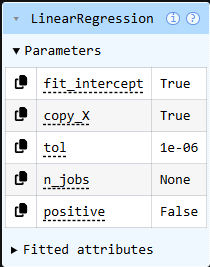 LinearRegression i ?
Parameters
fit_intercept True
copy_X True
tol 1e-06
n_jobs None
positive False
Fitted attributes